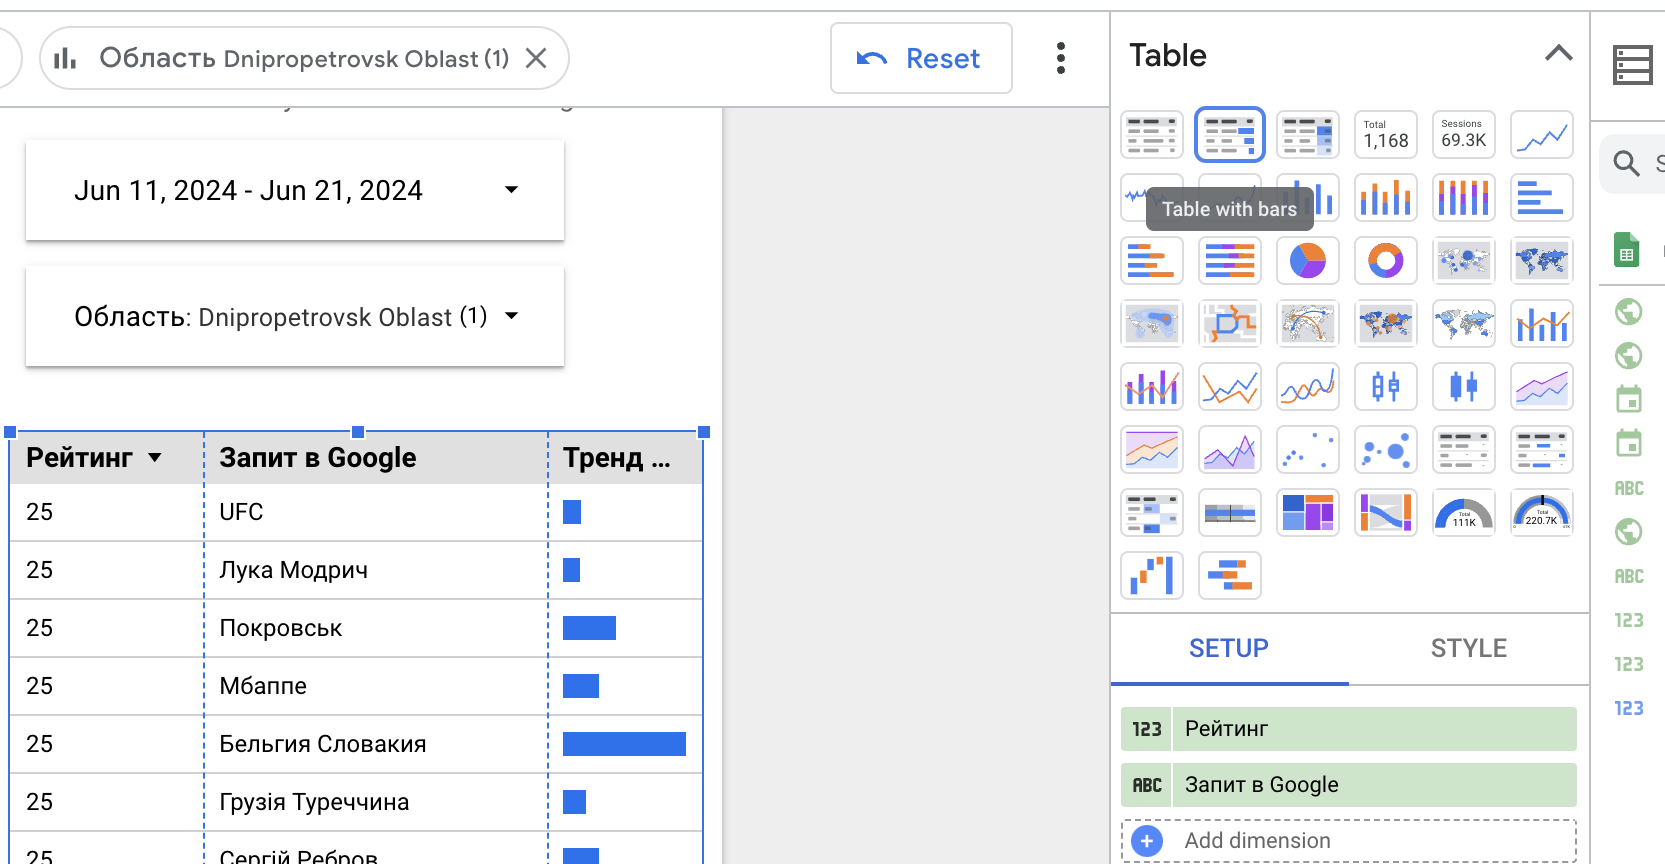 Область Dnipropetrovsk Oblast (1)
Reset
Jun 11, 2024 - Jun 21, 2024
Область: Dnipropetrovsk Oblast (1)
Рейтинг Запит в Google Тренд ...
25 UFC
25 Лука Модрич
25 Покровськ
25 Мбаппе
25 Бельгия Словакия
25 Грузія Туреччина
25 Сергій Ребров
Table
Total
1,168
Sessions
69.3K
Table with bars
Total
111K
Total
220.7K
SETUP STYLE
123 Рейтинг
ABC Запит в Google
Add dimension
ABC
ABC
123
123
123